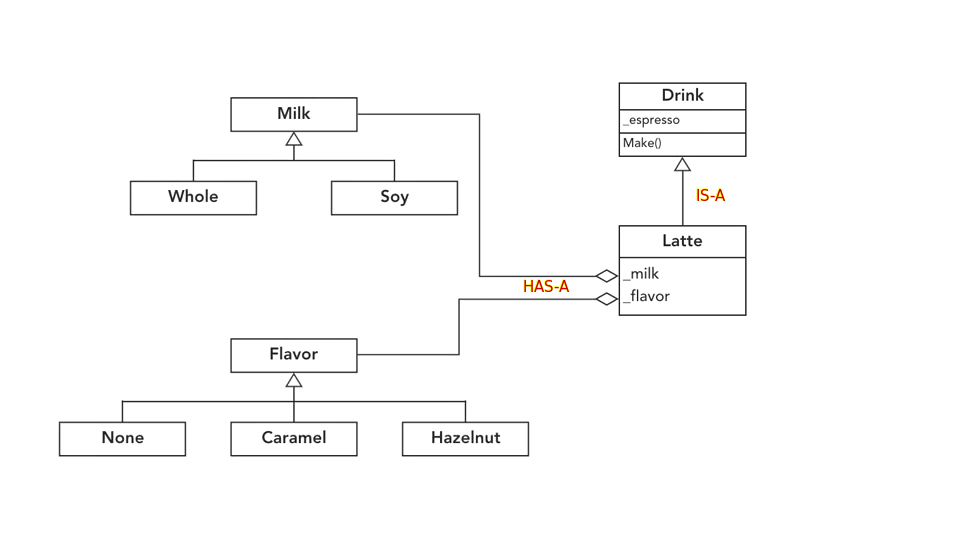 Milk
Whole
Soy
Drink
_espresso
Make()
IS-A
Latte
_milk
_flavor
HAS-A
Flavor
None
Caramel
Hazelnut